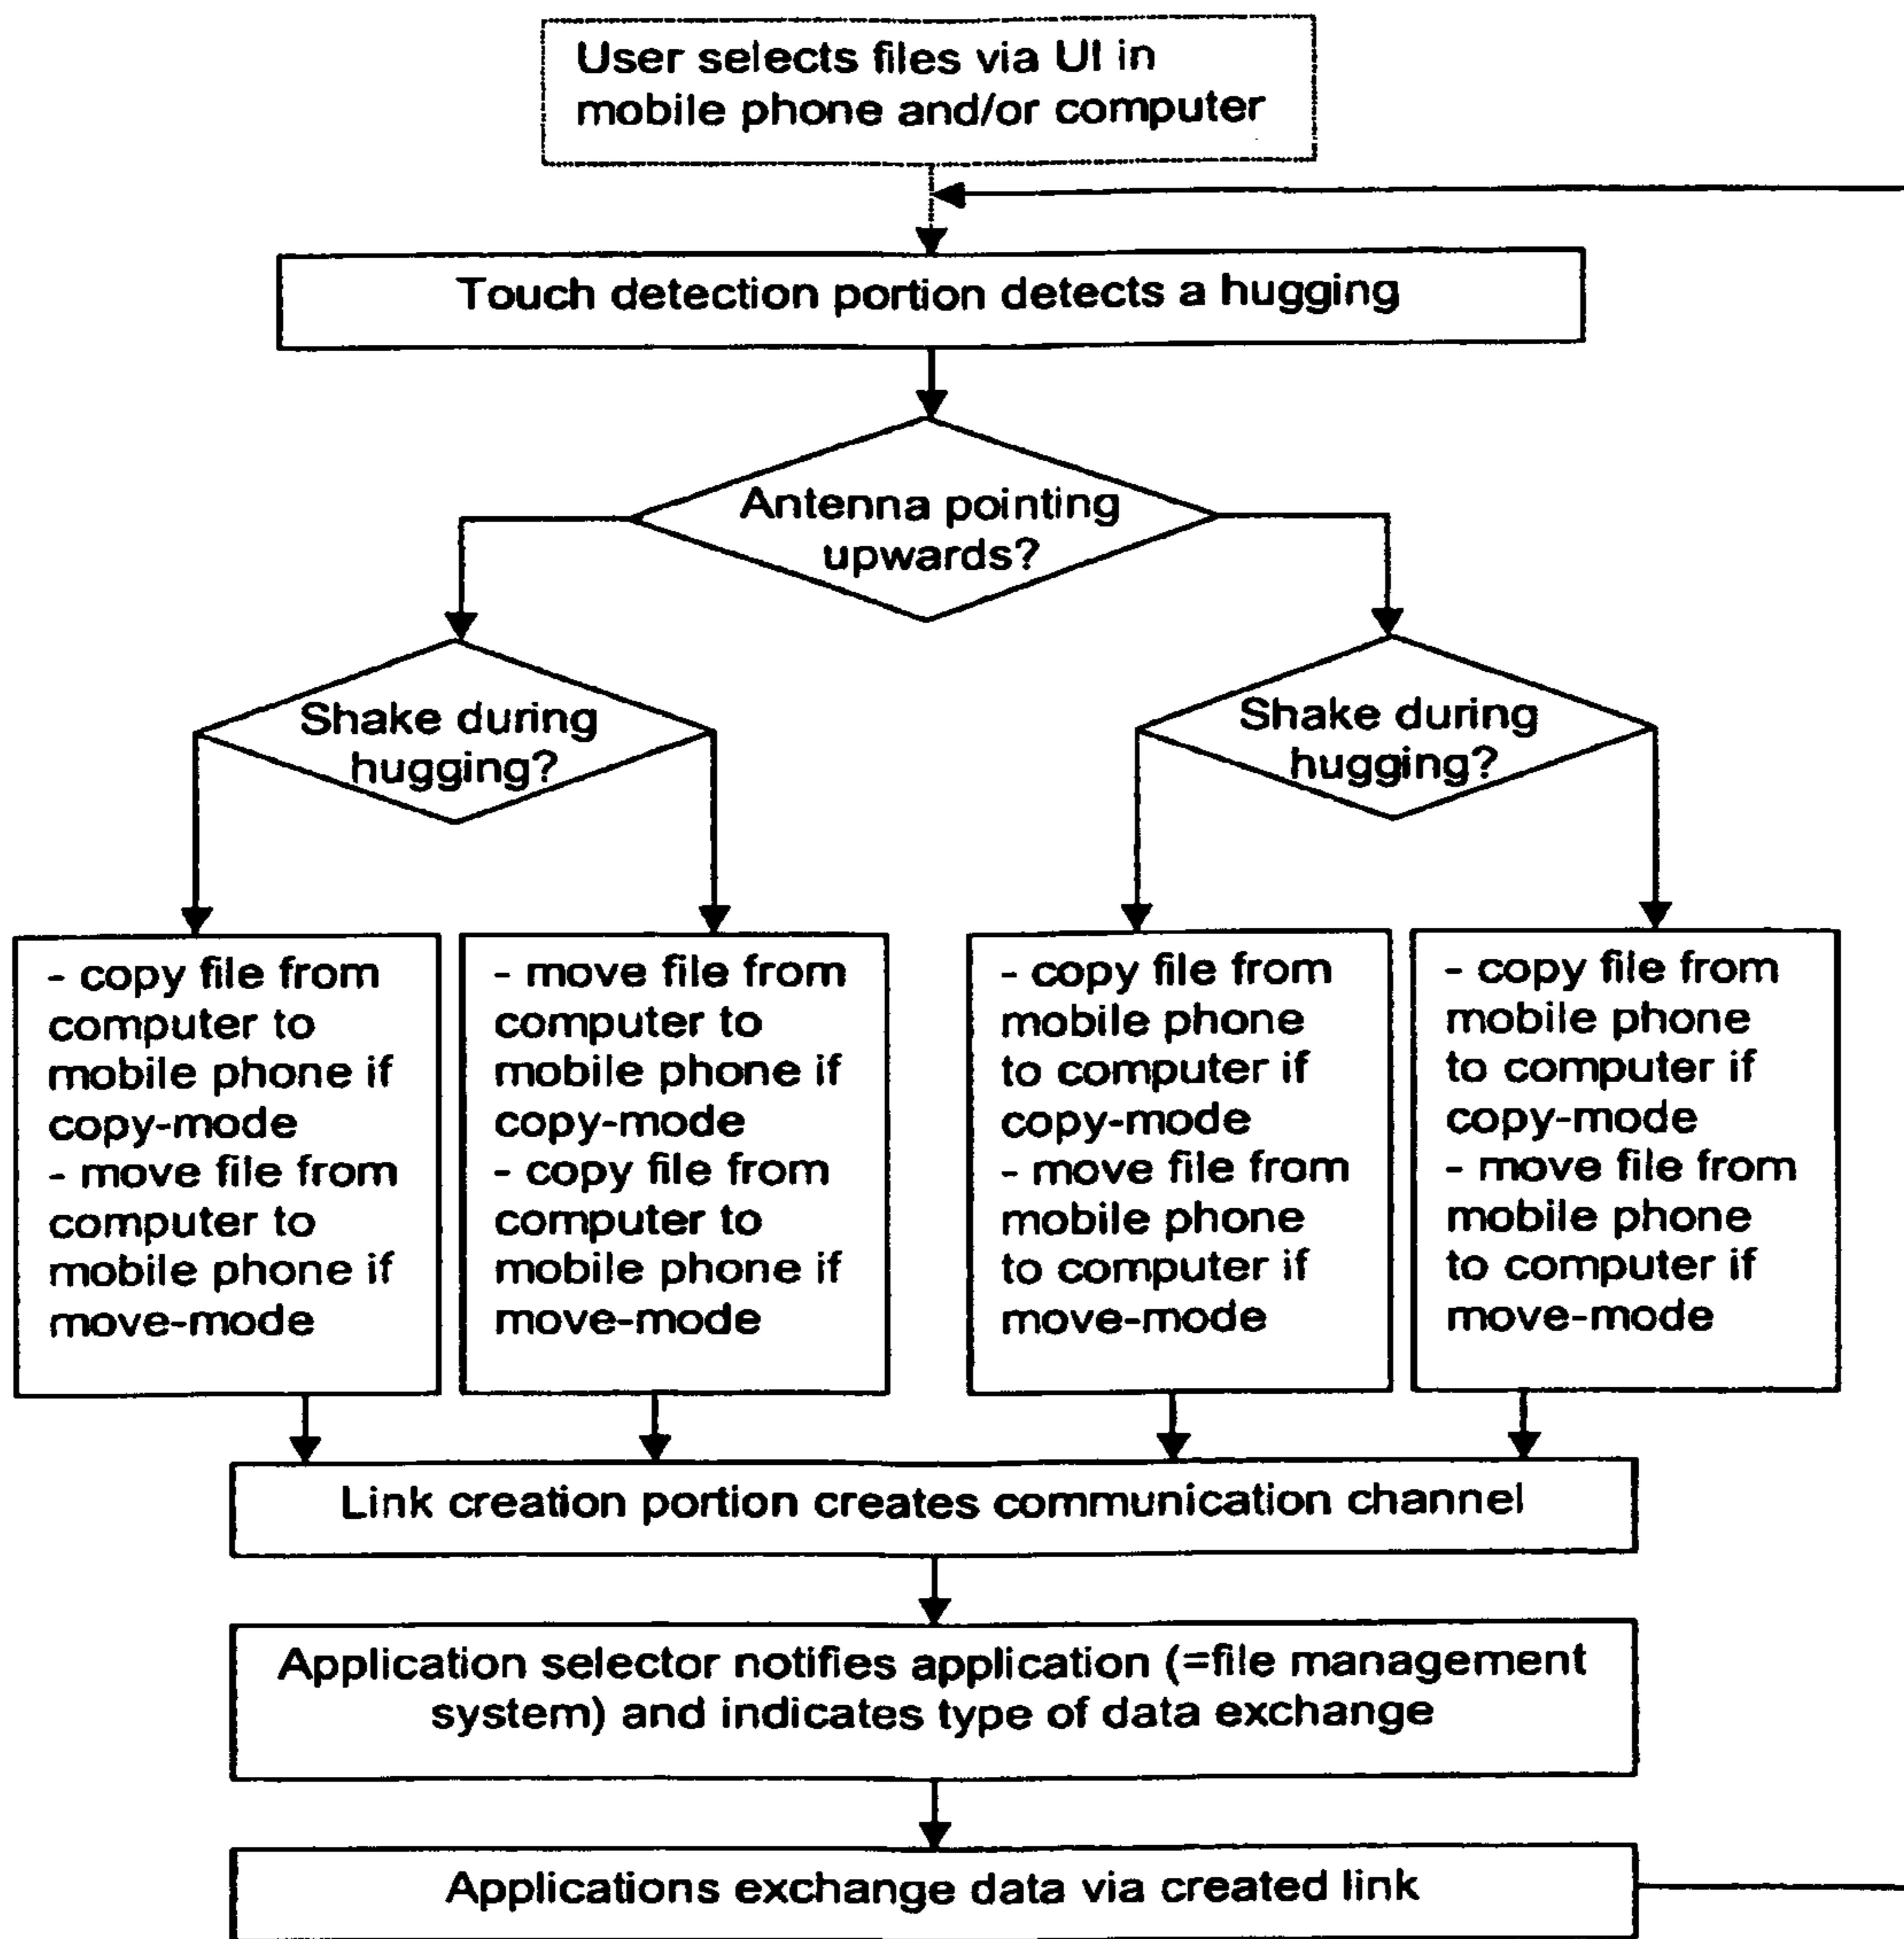 User selects files via UI in
mobile phone and/or computer
Touch detection portion detects a hugging
Antenna pointing
upwards?
Shake during
hugging?
Shake during
hugging?
- copy file from
computer to
mobile phone if
copy-mode
- move file from
computer to
mobile phone if
move-mode
- move file from
computer to
mobile phone if
copy-mode
- copy file from
computer to
mobile phone if
move-mode
- copy file from
mobile phone
to computer if
copy-mode
- move file from
mobile phone
to computer if
move-mode
- copy file from
mobile phone
to computer if
copy-mode
- move file from
mobile phone
to computer if
move-mode
Link creation portion creates communication channel
Application selector notifies application (=file management
system) and indicates type of data exchange
Applications exchange data via created link